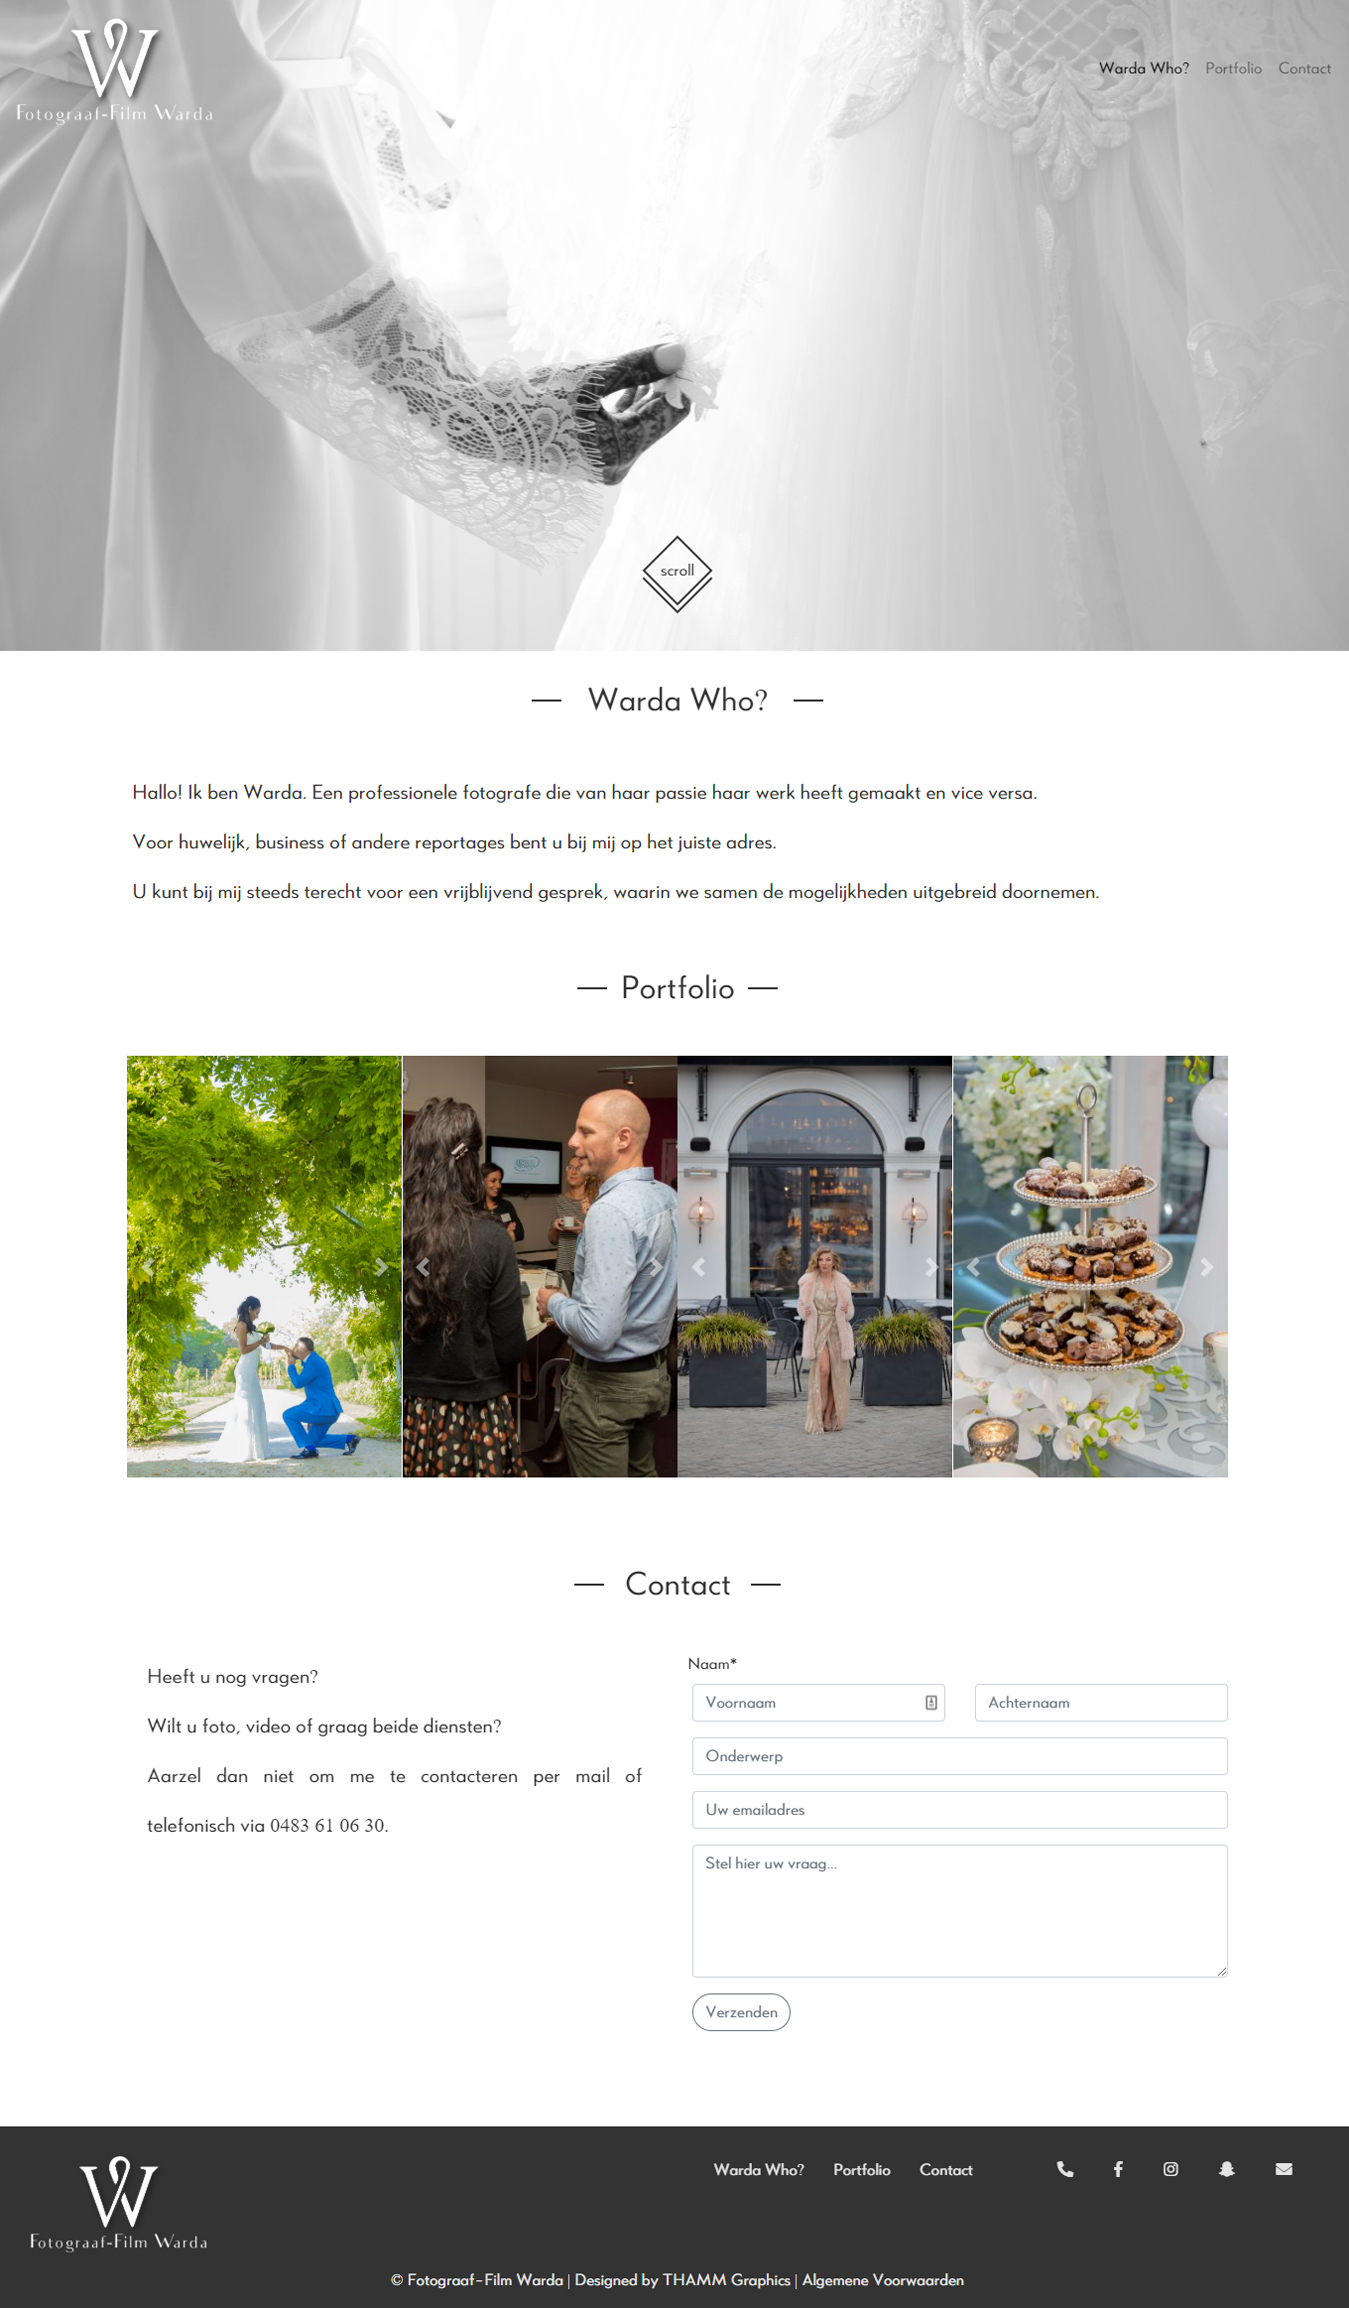 W
Fotograaf-Film Warda
Warda Who? Portfolio Contact
scroll
Warda Who?
Hallo! Ik ben Warda. Een professionele fotografe die van haar passie haar werk heeft gemaakt en vice versa.
Voor huwelijk, business of andere reportages bent u bij mij op het juiste adres.
U kunt bij mij steeds terecht voor een vrijblijvend gesprek, waarin we samen de mogelijkheden uitgebreid doornemen.
Portfolio
Contact
Heeft u nog vragen?
Wilt u foto, video of graag beide diensten?
Aarzel dan niet om me te contacteren per mail of
telefonisch via 0483 61 06 30.
Naam*
Voornaam
Achternaam
Onderwerp
Uw emailadres
Stel hier uw vraag...
Verzenden
W
Fotograaf-Film Warda
Warda Who? Portfolio Contact
© Fotograaf-Film Warda | Designed by THAMM Graphics | Algemene Voorwaarden